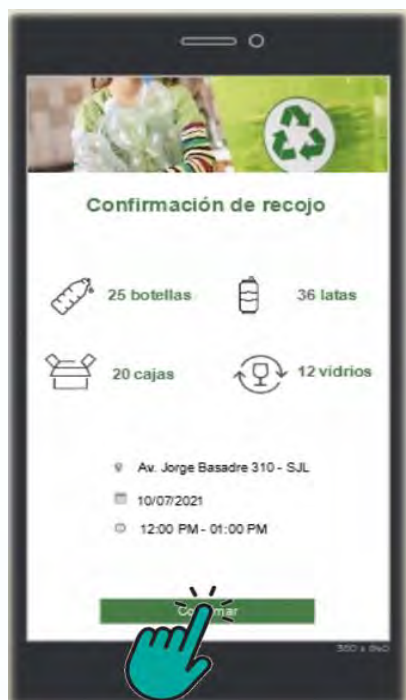 Confirmación de recojo
25 botellas
36 latas
20 cajas
12 vidrios
Av. Jorge Basadre 310 - SJL
10/07/2021
12:00 PM - 01:00 PM